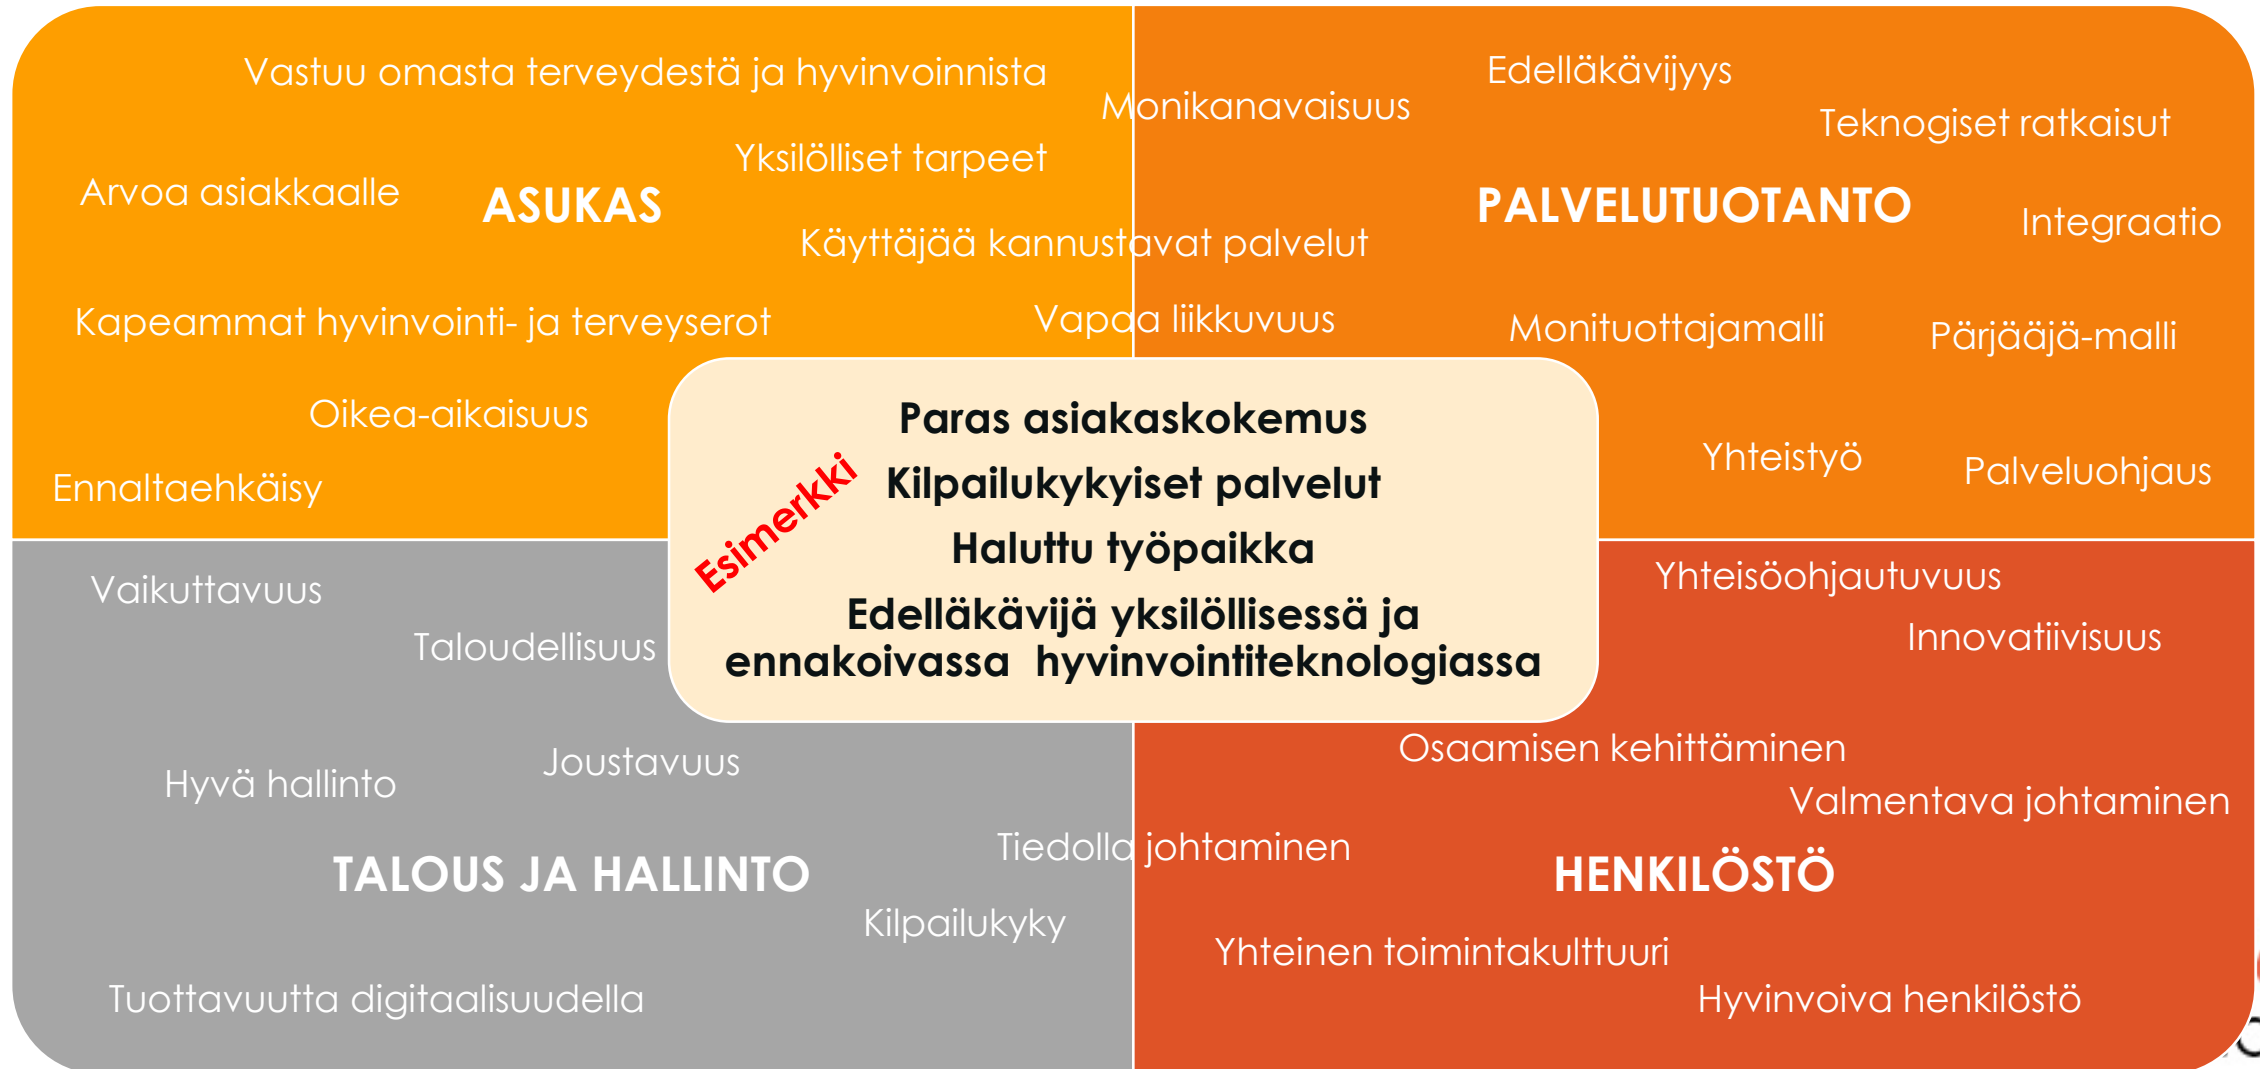 Vastuu omasta terveydestä ja hyvinvoinnista
Yksilölliset tarpeet
Arvoa asiakkaalle
ASUKAS
Käyttäjää kannustavat palvelut
Kapeammat hyvinvointi- ja terveyserot
Vapaa liikkuvuus
Oikea-aikaisuus
Ennaltaehkäisy
Monikanavaisuus
Edelläkävijyys
Teknogiset ratkaisut
PALVELUTUOTANTO
Integraatio
Monituottajamalli
Pärjääjä-malli
Yhteistyö
Palveluohjaus
Esimerkki
Paras asiakaskokemus
Kilpailukykyiset palvelut
Haluttu työpaikka
Edelläkävijä yksilöllisessä ja
ennakoivassa  hyvinvointiteknologiassa
Vaikuttavuus
Taloudellisuus
Joustavuus
Hyvä hallinto
Tiedolla johtaminen
TALOUS JA HALLINTO
Kilpailukyky
Tuottavuutta digitaalisuudella
Yhteisöohjautuvuus
Innovatiivisuus
Osaamisen kehittäminen
Valmentava johtaminen
HENKILÖSTÖ
Yhteinen toimintakulttuuri
Hyvinvoiva henkilöstö